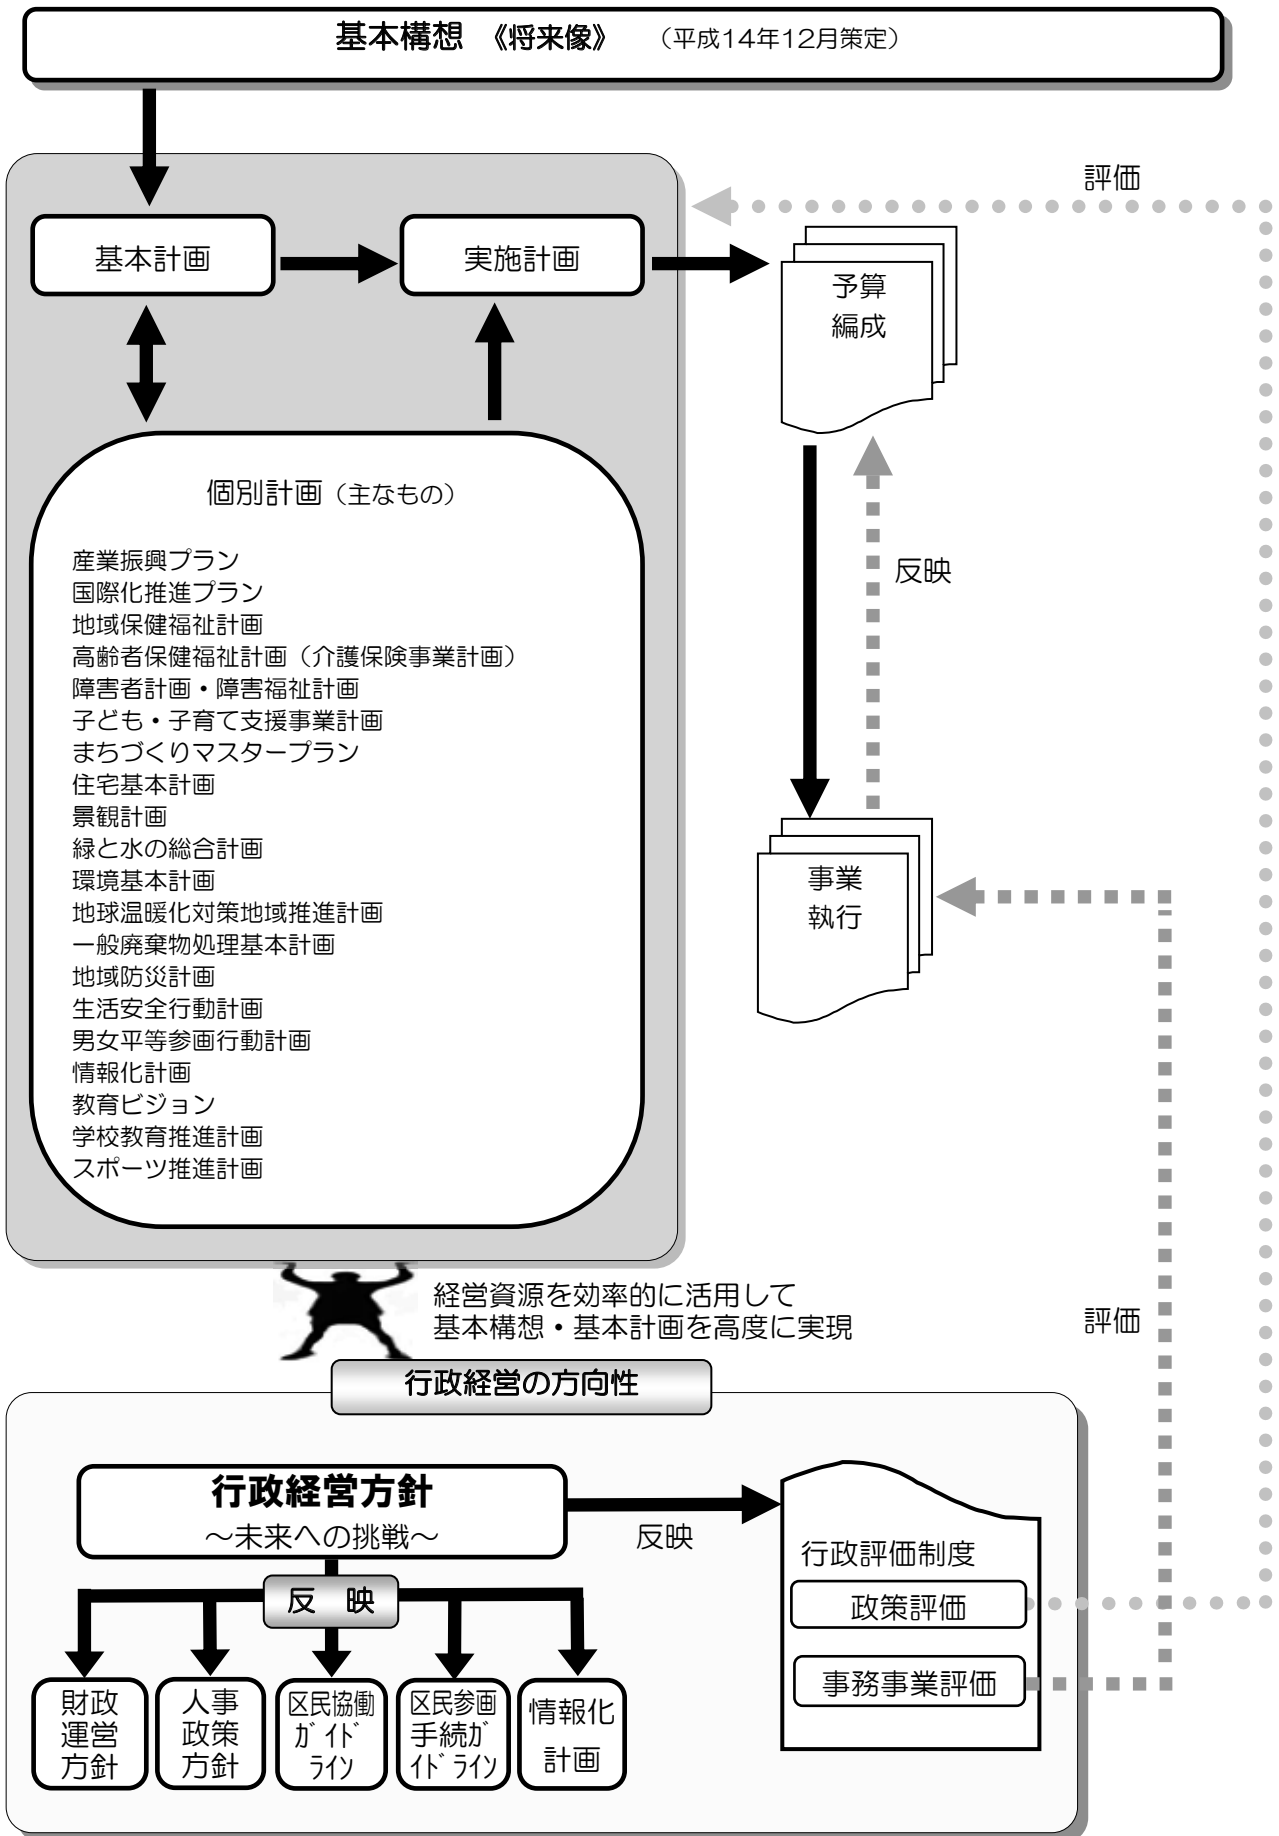 基本構想 《将来像》 （平成14年12月策定）
評価
基本計画
実施計画
予算
編成
個別計画（主なもの）
産業振興プラン
国際化推進プラン
地域保健福祉計画
高齢者保健福祉計画（介護保険事業計画）
障害者計画・障害福祉計画
子ども・子育て支援事業計画
まちづくりマスタープラン
住宅基本計画
景観計画
緑と水の総合計画
環境基本計画
地球温暖化対策地域推進計画
一般廃棄物処理基本計画
地域防災計画
生活安全行動計画
男女平等参画行動計画
情報化計画
教育ビジョン
学校教育推進計画
スポーツ推進計画
反映
事業
執行
経営資源を効率的に活用して
基本構想・基本計画を高度に実現
評価
行政経営の方向性
行政経営方針
～未来への挑戦～
反映
行政評価制度
政策評価
事務事業評価
反 映
財政
運営
方針
人事
政策
方針
区民協働
ｶﾞｲﾄﾞ
ﾗｲﾝ
区民参画
手続ｶﾞ
ｲﾄﾞﾗｲﾝ
情報化
計画